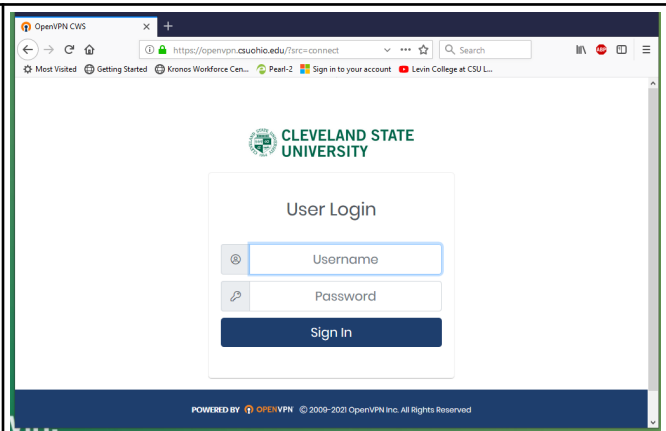 OpenVPN CWS
https://openvpn.csuohio.edu/?src=connect
Search
ABP
Most Visited Getting Started Kronos Workforce Cen... Pearl-2 Sign in to your account Levin College at CSU L...
CLEVELAND STATE
UNIVERSITY
User Login
Username
Password
Sign In
POWERED BY OPENVPN © 2009-2021 OpenVPN Inc. All Rights Reserved